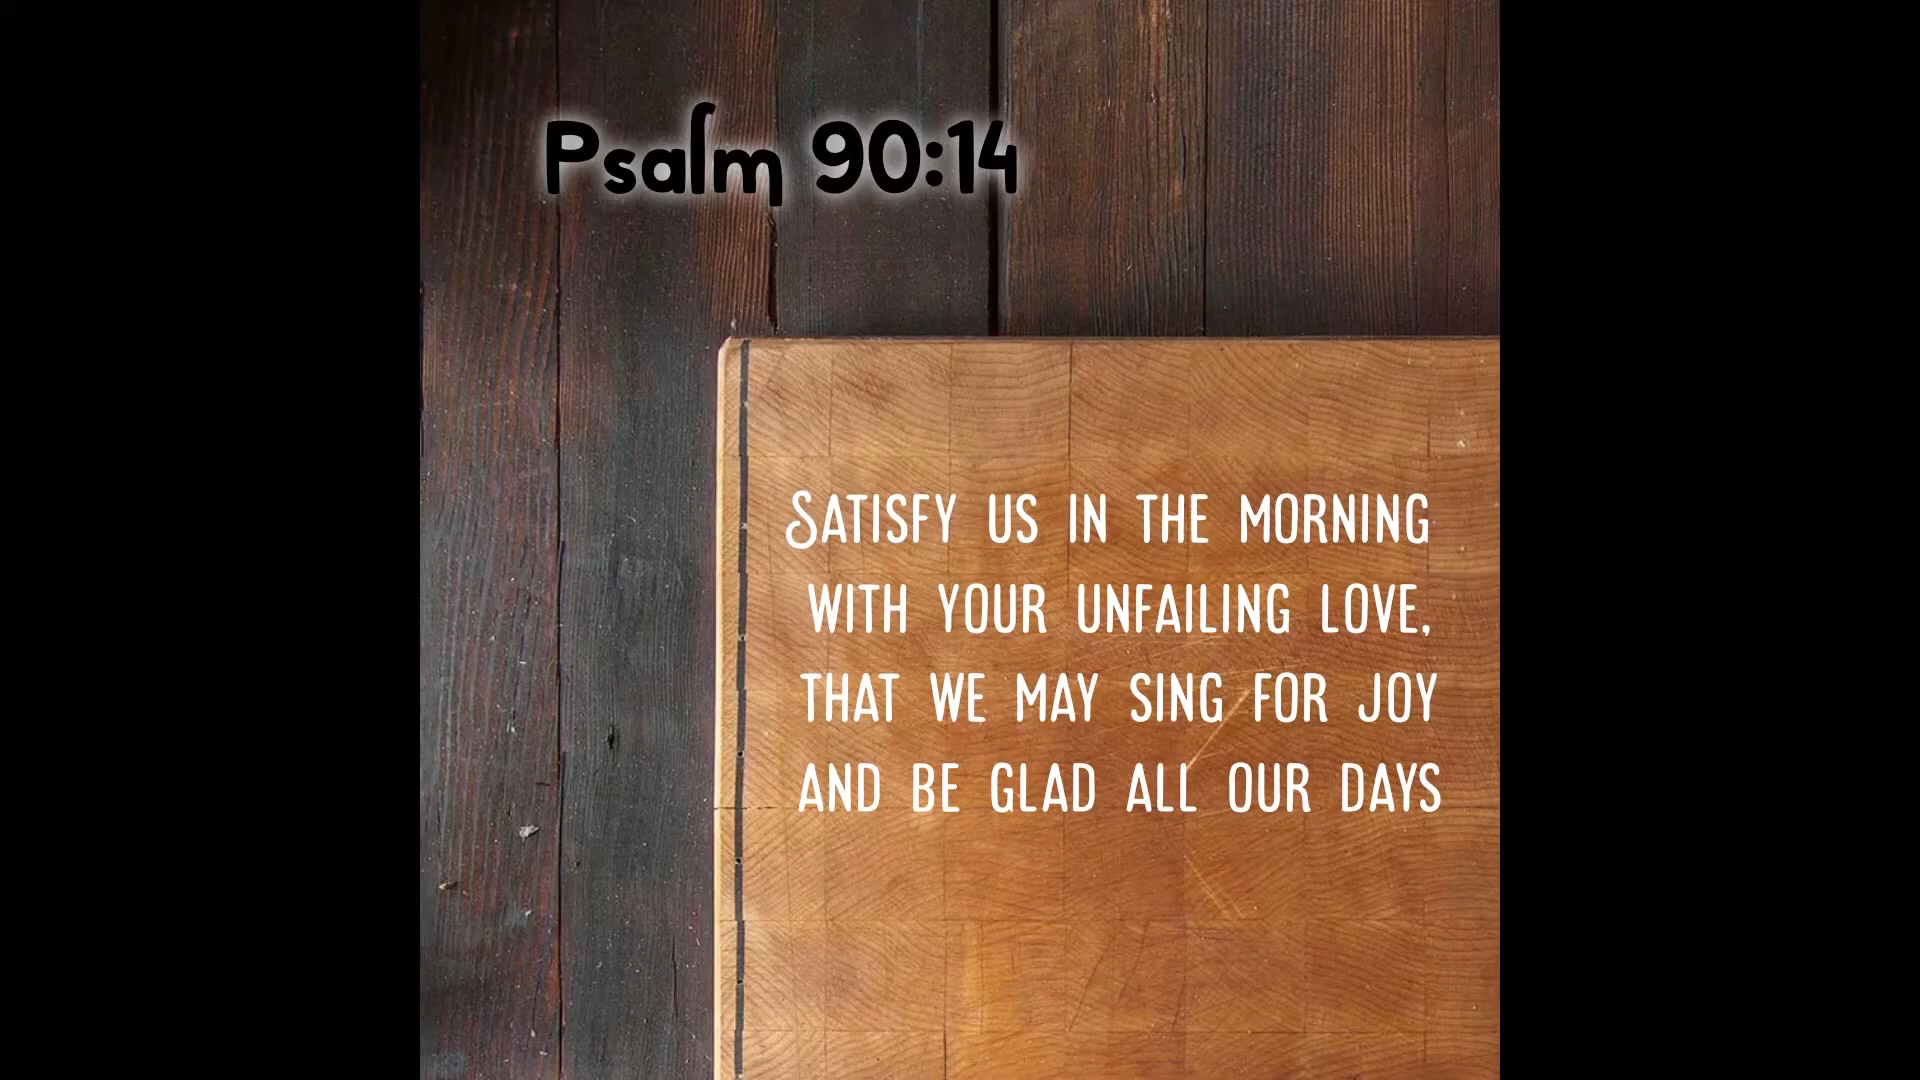 Psalm 90:14
SATISFY US IN THE MORNING
WITH YOUR UNFAILING LOVE,
THAT WE MAY SING FOR JOY
AND BE GLAD ALL OUR DAYS